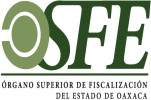 OSFE
ÓRGANO SUPERIOR DE FISCALIZACIÓN
DEL ESTADO DE OAXACA